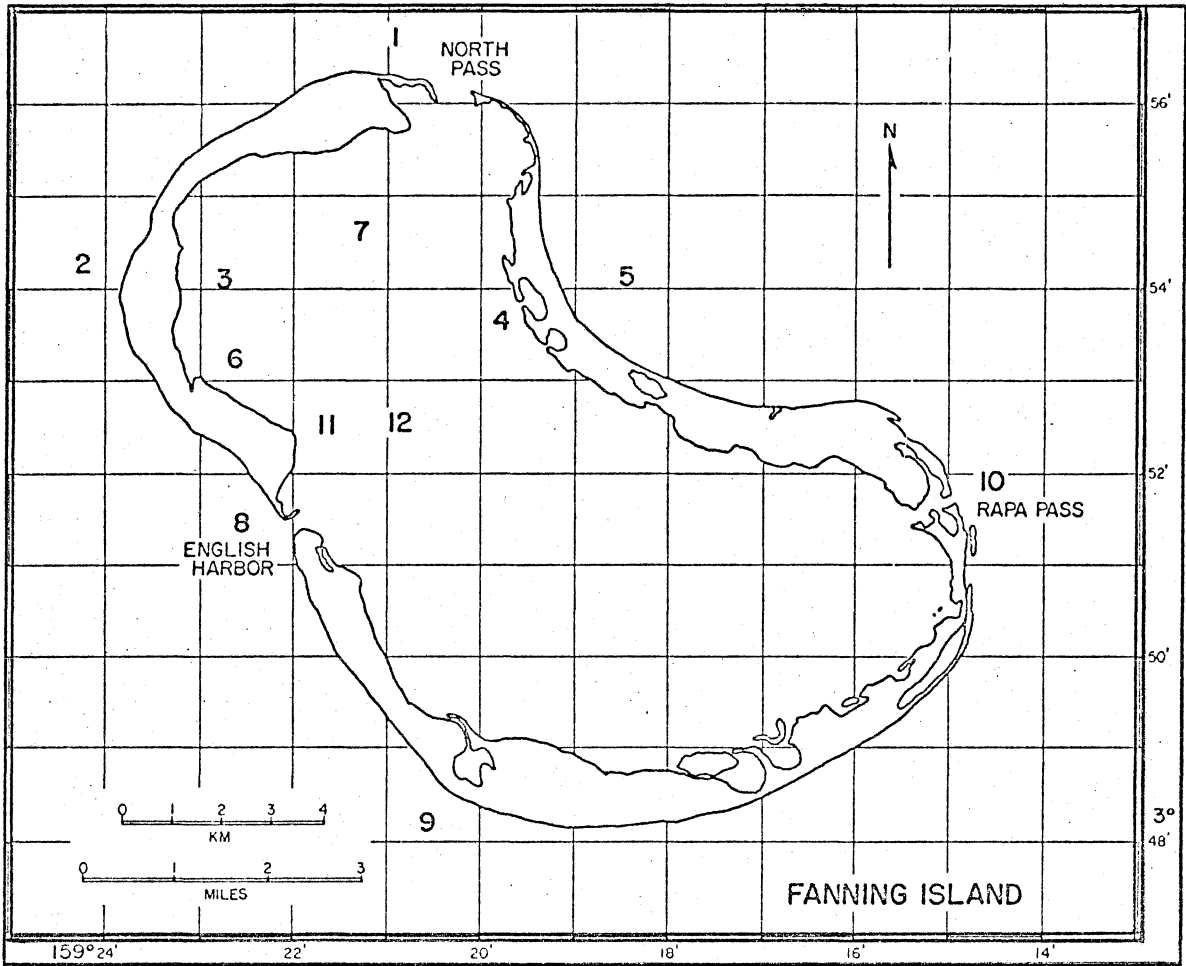 1
NORTH
PASS
56'
N
7
2
3
5
54'
4
6
11
12
52'
10
RAPA PASS
8
ENGLISH
HARBOR
50'
0 1 2 3 4
KM
9
3°
48'
0 1 2 3
MILES
FANNING ISLAND
159° 24' 22' 20' 18' 16' 14'